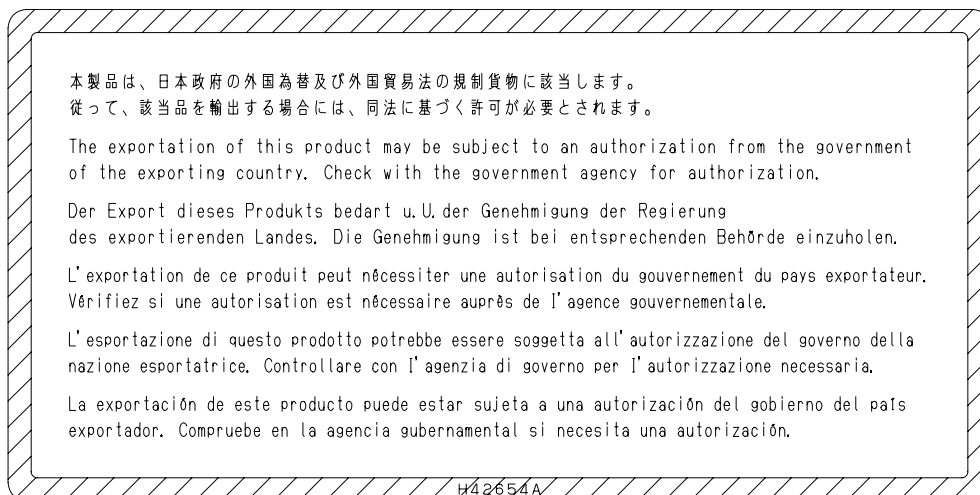 本製品は、日本政府の外国為替及び外国貿易法の規制貨物に該当します。
従って、該当品を輸出する場合には、同法に基づく許可が必要とされます。
The exportation of this product may be subject to an authorization from the government
of the exporting country. Check with the government agency for authorization.
Der Export dieses Produkts bedart u.U. der Genehmigung der Regierung
des exportierenden Landes. Die Genehmigung ist bei entsprechenden Behörde einzuholen.
L'exportation de ce produit peut nécessiter une autorisation du gouvernement du pays exportateur.
Vérifiez si une autorisation est nécessaire auprès de I'agence gouvernementale.
L'esportazione di questo prodotto potrebbe essere soggetta all'autorizzazione del governo della
nazione esportatrice. Controllare con I'agenzia di governo per I'autorizzazione necessaria.
La exportación de este producto puede estar sujeta a una autorización del gobierno del país
exportador. Compruebe en la agencia gubernamental si necesita una autorización.
H42654A